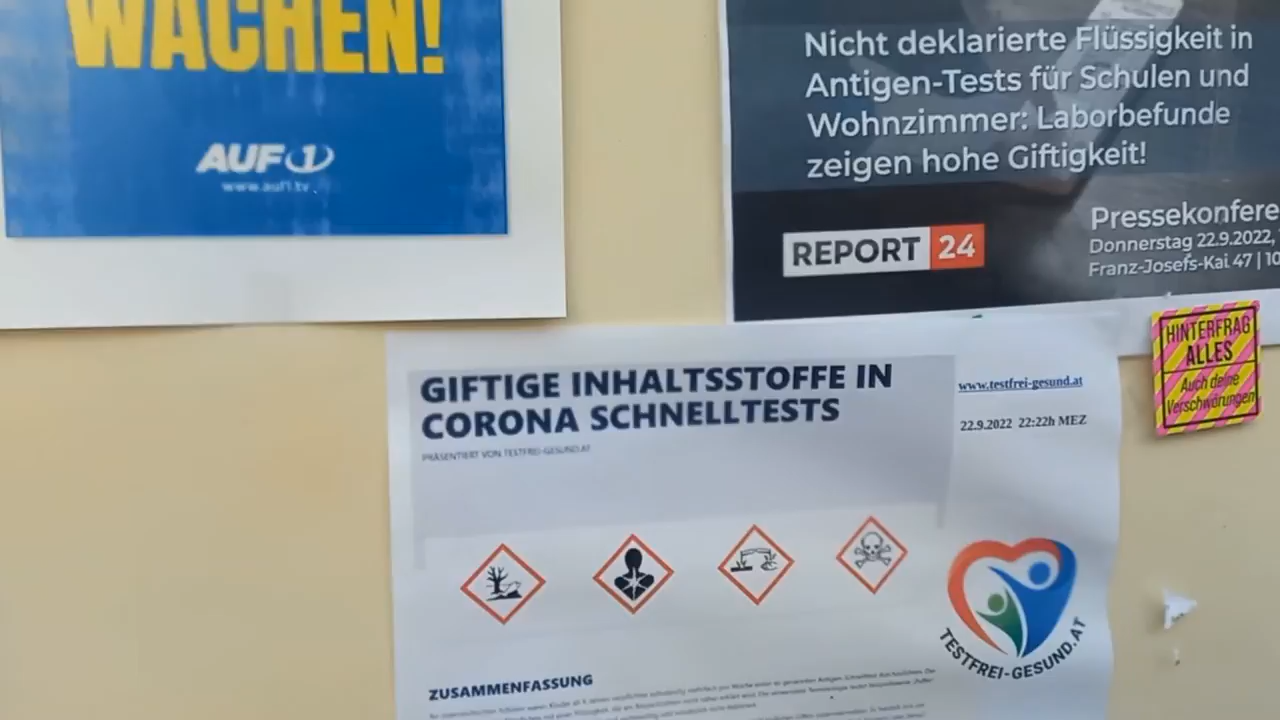 WACHEN!
AUF1
www.auf1.tv
Nicht deklarierte Flüssigkeit in
Antigen-Tests für Schulen und
Wohnzimmer: Laborbefunde
zeigen hohe Giftigkeit!
REPORT 24
Pressekonfere
Donnerstag 22.9.2022,
Franz-Josefs-Kai 47 | 10
HINTERFRAG
ALLES
Auch deine
Verschwörungen
GIFTIGE INHALTSSTOFFE IN
CORONA SCHNELLTESTS
PRÄSENTIERT VON TESTFREI-GESUND.AT
www.testfrei-gesund.at
22.9.2022 22:22h MEZ
TESTFREI-GESUND.AT
ZUSAMMENFASSUNG